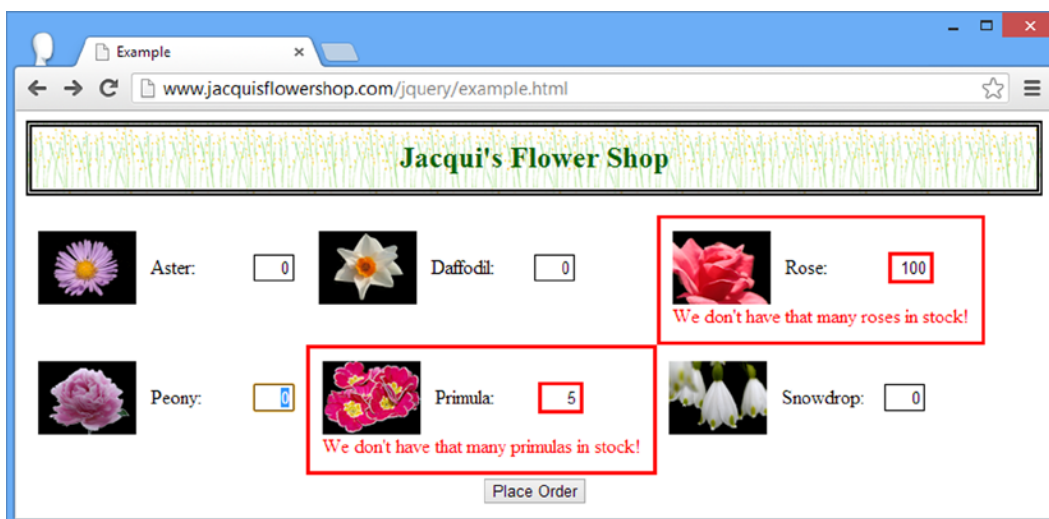 Example
www.jacquisflowershop.com/jquery/example.html
Jacqui's Flower Shop
Aster: 0 Daffodil: 0 Rose: 100
We don't have that many roses in stock!
Peony: 0 Primula: 5 Snowdrop: 0
We don't have that many primulas in stock!
Place Order